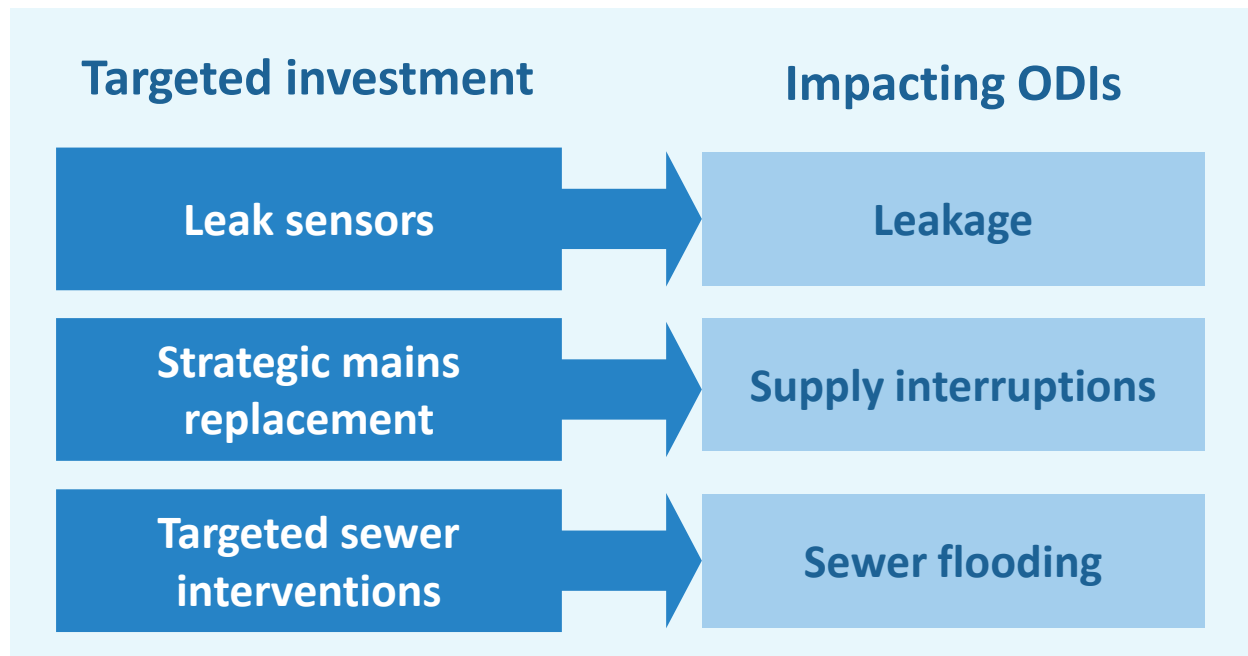 Targeted investment
Impacting ODIs
Leak sensors
Leakage
Strategic mains
replacement
Supply interruptions
Targeted sewer
interventions
Sewer flooding